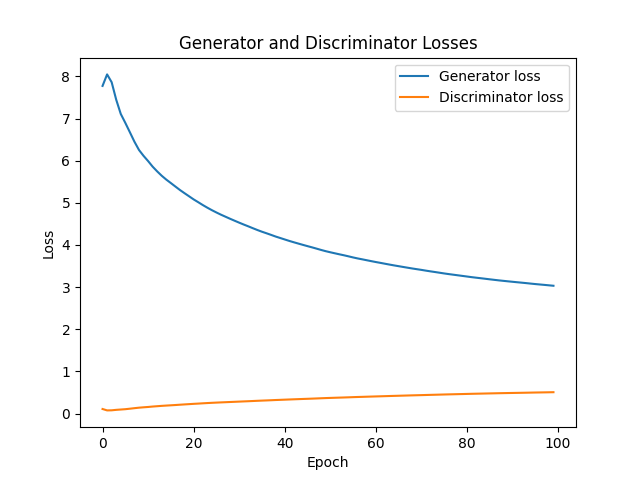 Generator and Discriminator Losses
Generator loss
Discriminator loss
8
7
6
5
4
3
2
1
0
Loss
0 20 40 60 80 100
Epoch